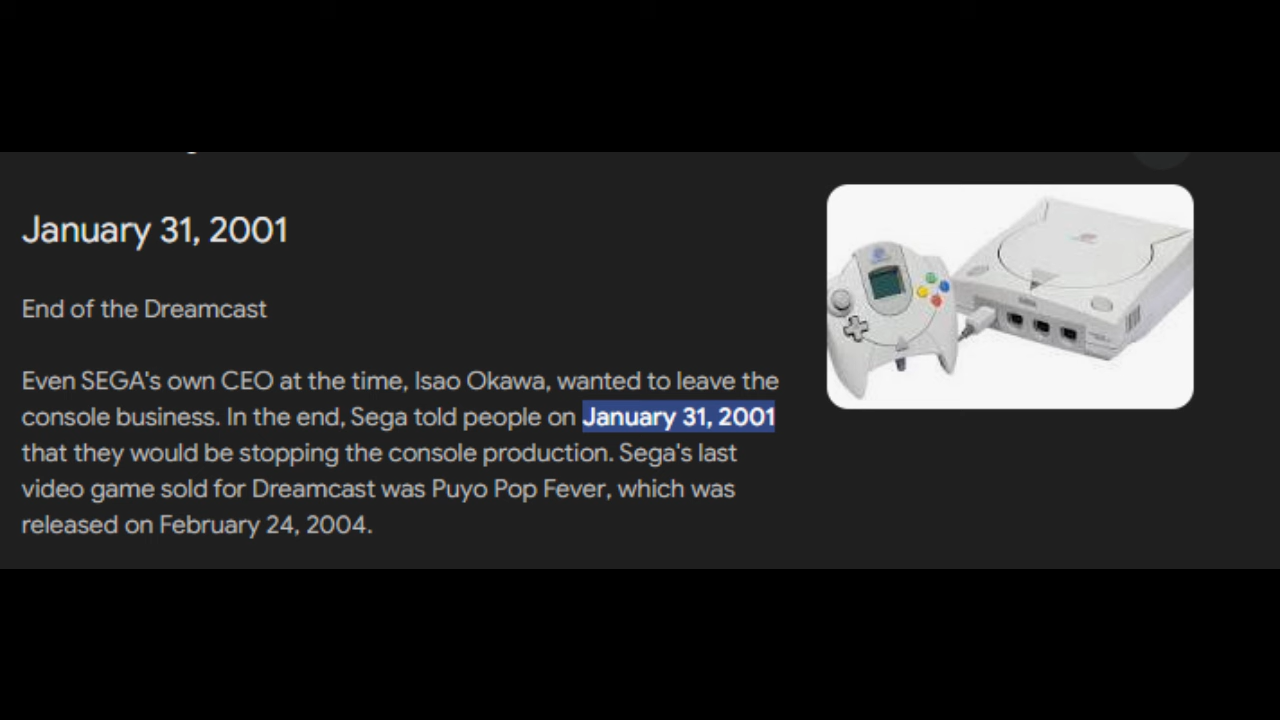 January 31, 2001
End of the Dreamcast
Even SEGA's own CEO at the time, Isao Okawa, wanted to leave the
console business. In the end, Sega told people on January 31, 2001
that they would be stopping the console production. Sega's last
video game sold for Dreamcast was Puyo Pop Fever, which was
released on February 24, 2004.